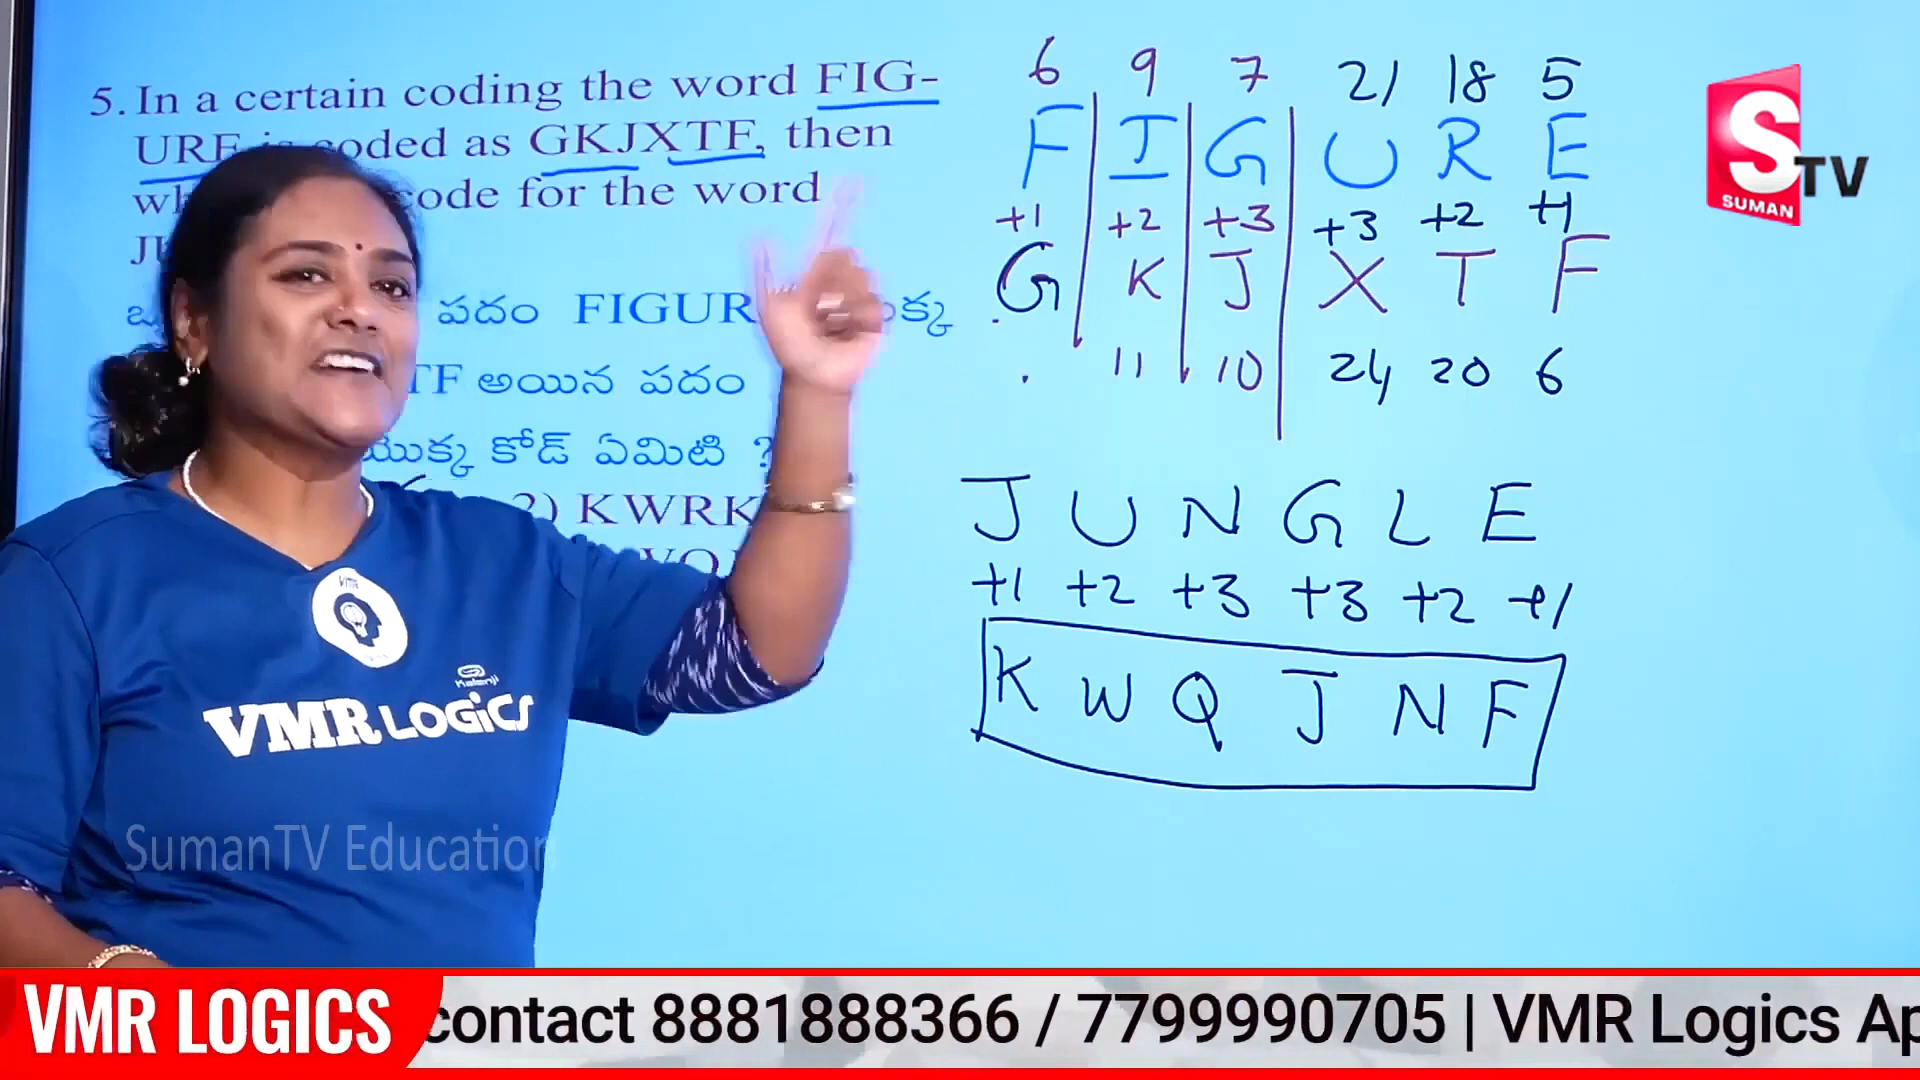 5. In a certain coding the word FIG-
URE is coded as GKJXTF, then
code for the word
పదం FIGUR
TF అయిన పదం
యొక్క కోడ్ ఏమిటి ?
2) KWRK
6 9 7 21 18 5
F I G U R E
+1 +2 +3 +3 +2 +1
G K J X T F
11 10 24 20 6
J U N G L E
+1 +2 +3 +3 +2 +1
K W Q J N F
S TV
SUMAN
VMR
Kalanji
VMR LOGICS
SumanTV Education
VMR LOGICS
contact 8881888366 / 7799990705 | VMR Logics Ap